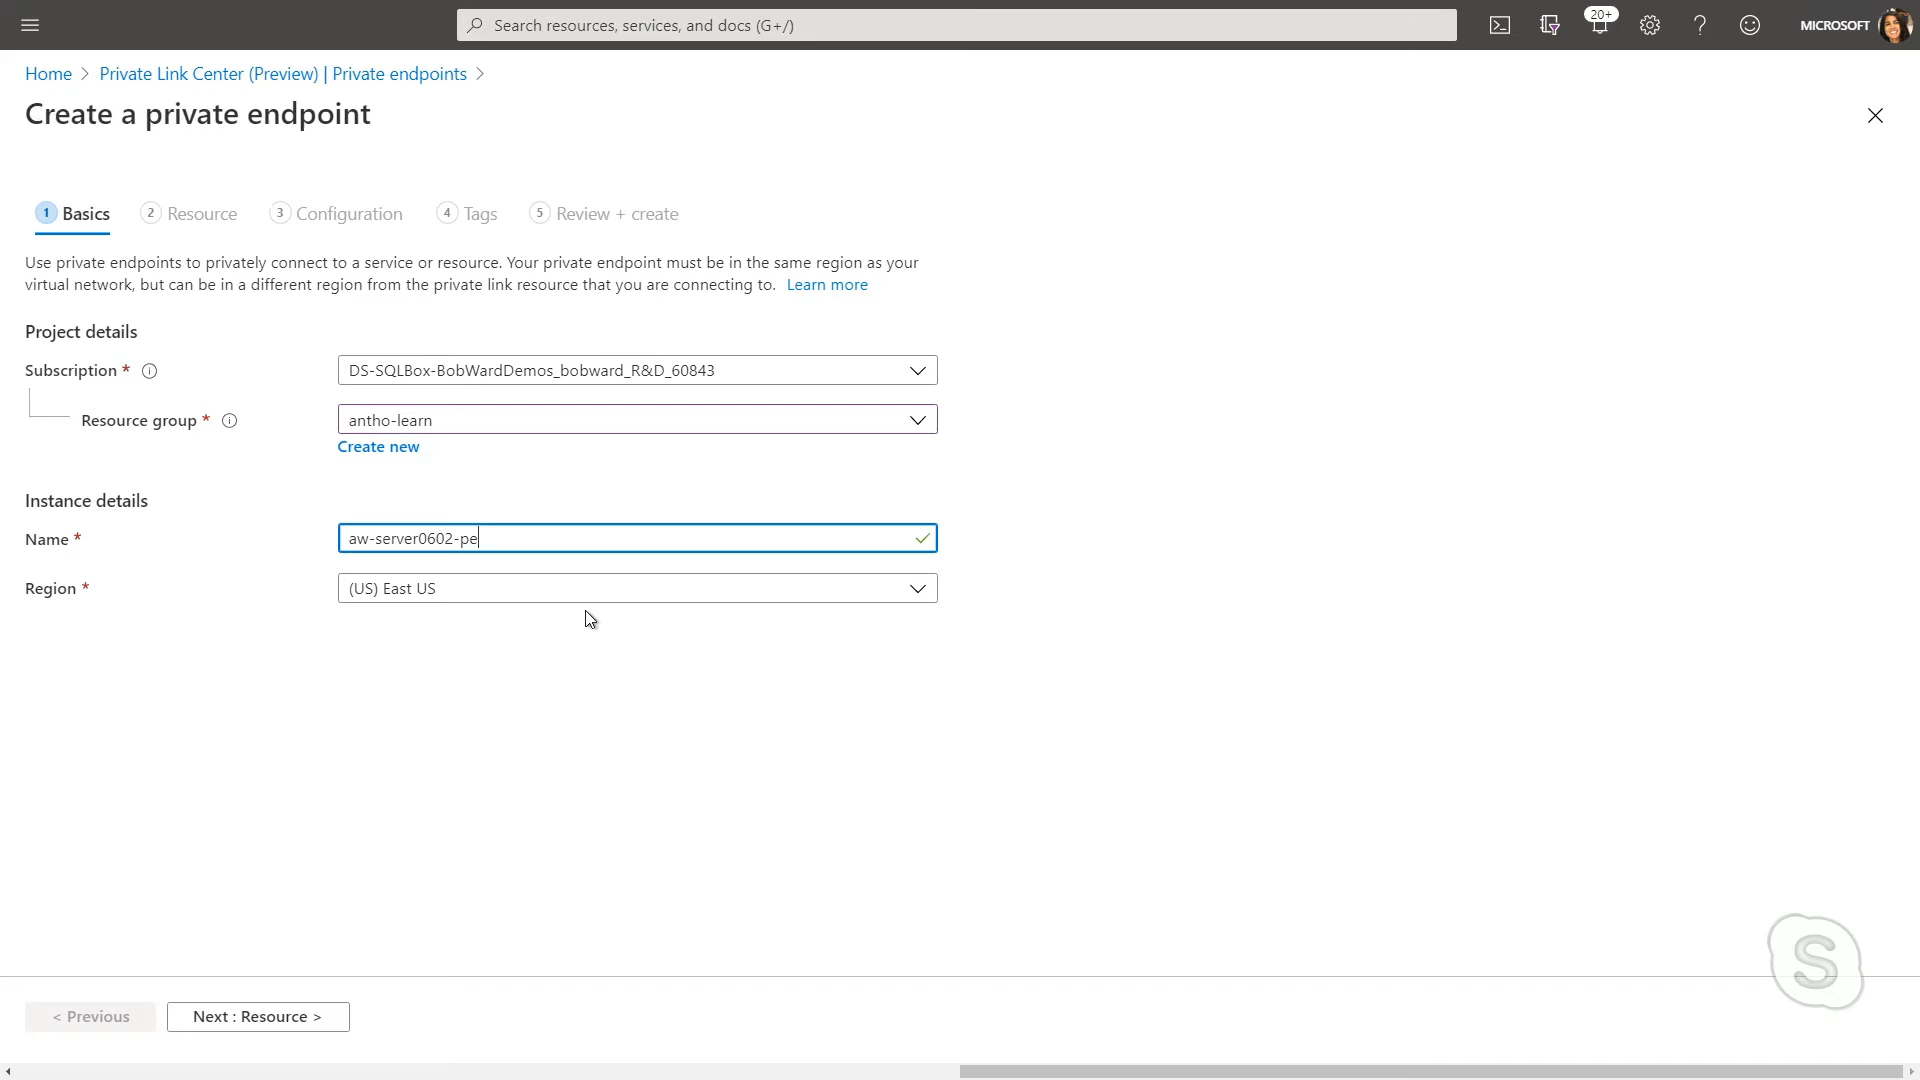 Search resources, services, and docs (G+/)
20+
MICROSOFT
Home > Private Link Center (Preview) | Private endpoints >
Create a private endpoint
1 Basics 2 Resource 3 Configuration 4 Tags 5 Review + create
Use private endpoints to privately connect to a service or resource. Your private endpoint must be in the same region as your
virtual network, but can be in a different region from the private link resource that you are connecting to. Learn more
Project details
Subscription * DS-SQLBox-BobWardDemos_bobward_R&D_60843
Resource group * antho-learn
Create new
Instance details
Name * aw-server0602-pe
Region * (US) East US
S
< Previous Next : Resource >